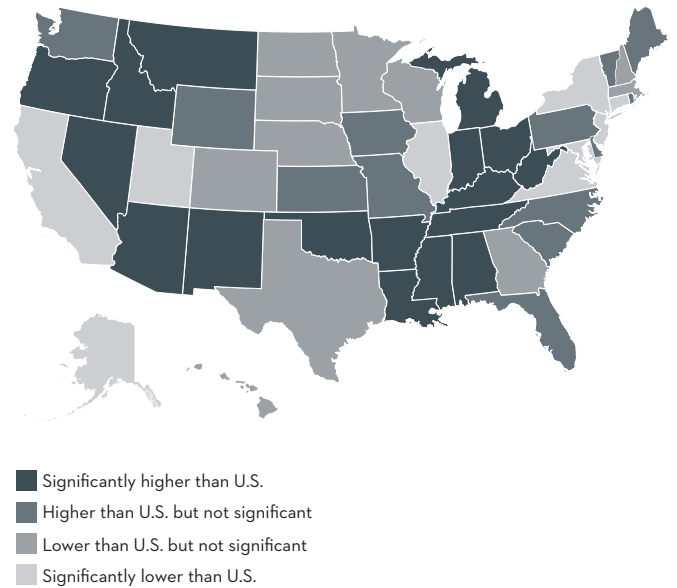 Significantly higher than U.S.
Higher than U.S. but not significant
Lower than U.S. but not significant
Significantly lower than U.S.